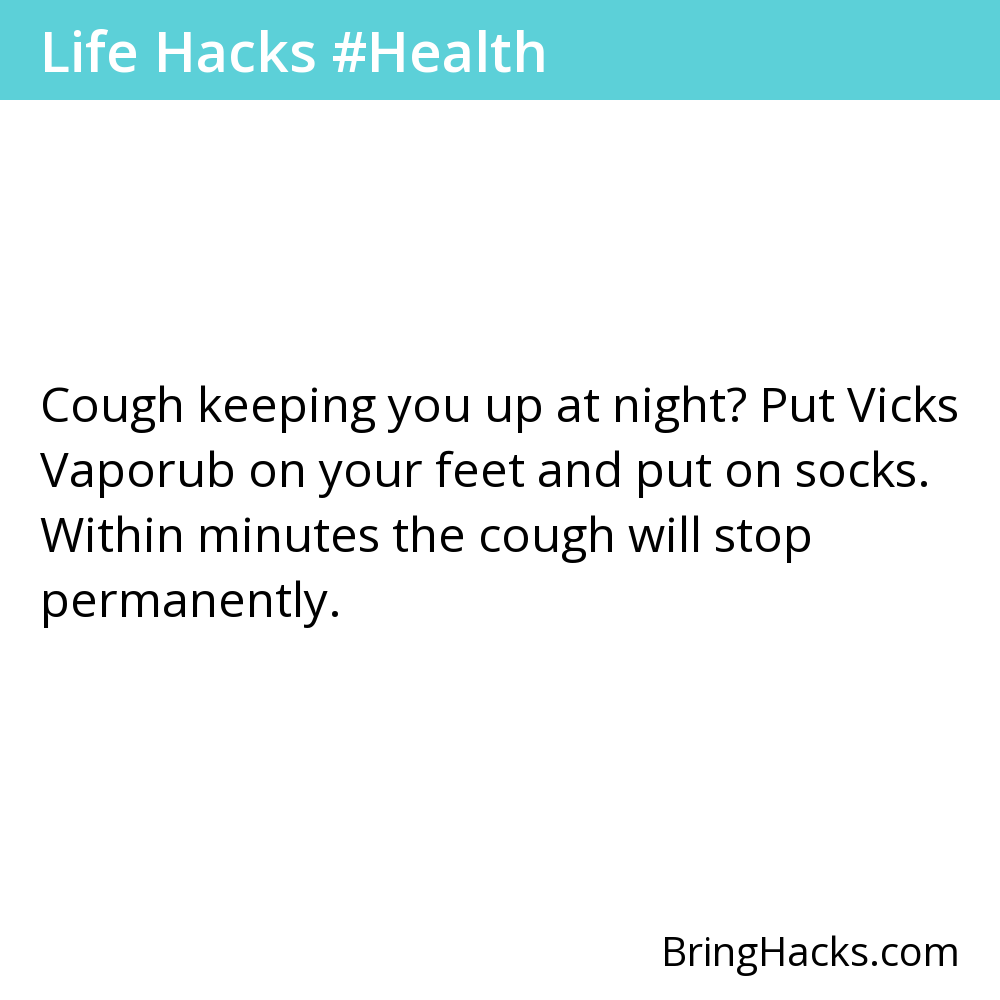 Life Hacks #Health
Cough keeping you up at night? Put Vicks
Vaporub on your feet and put on socks.
Within minutes the cough will stop
permanently.
BringHacks.com